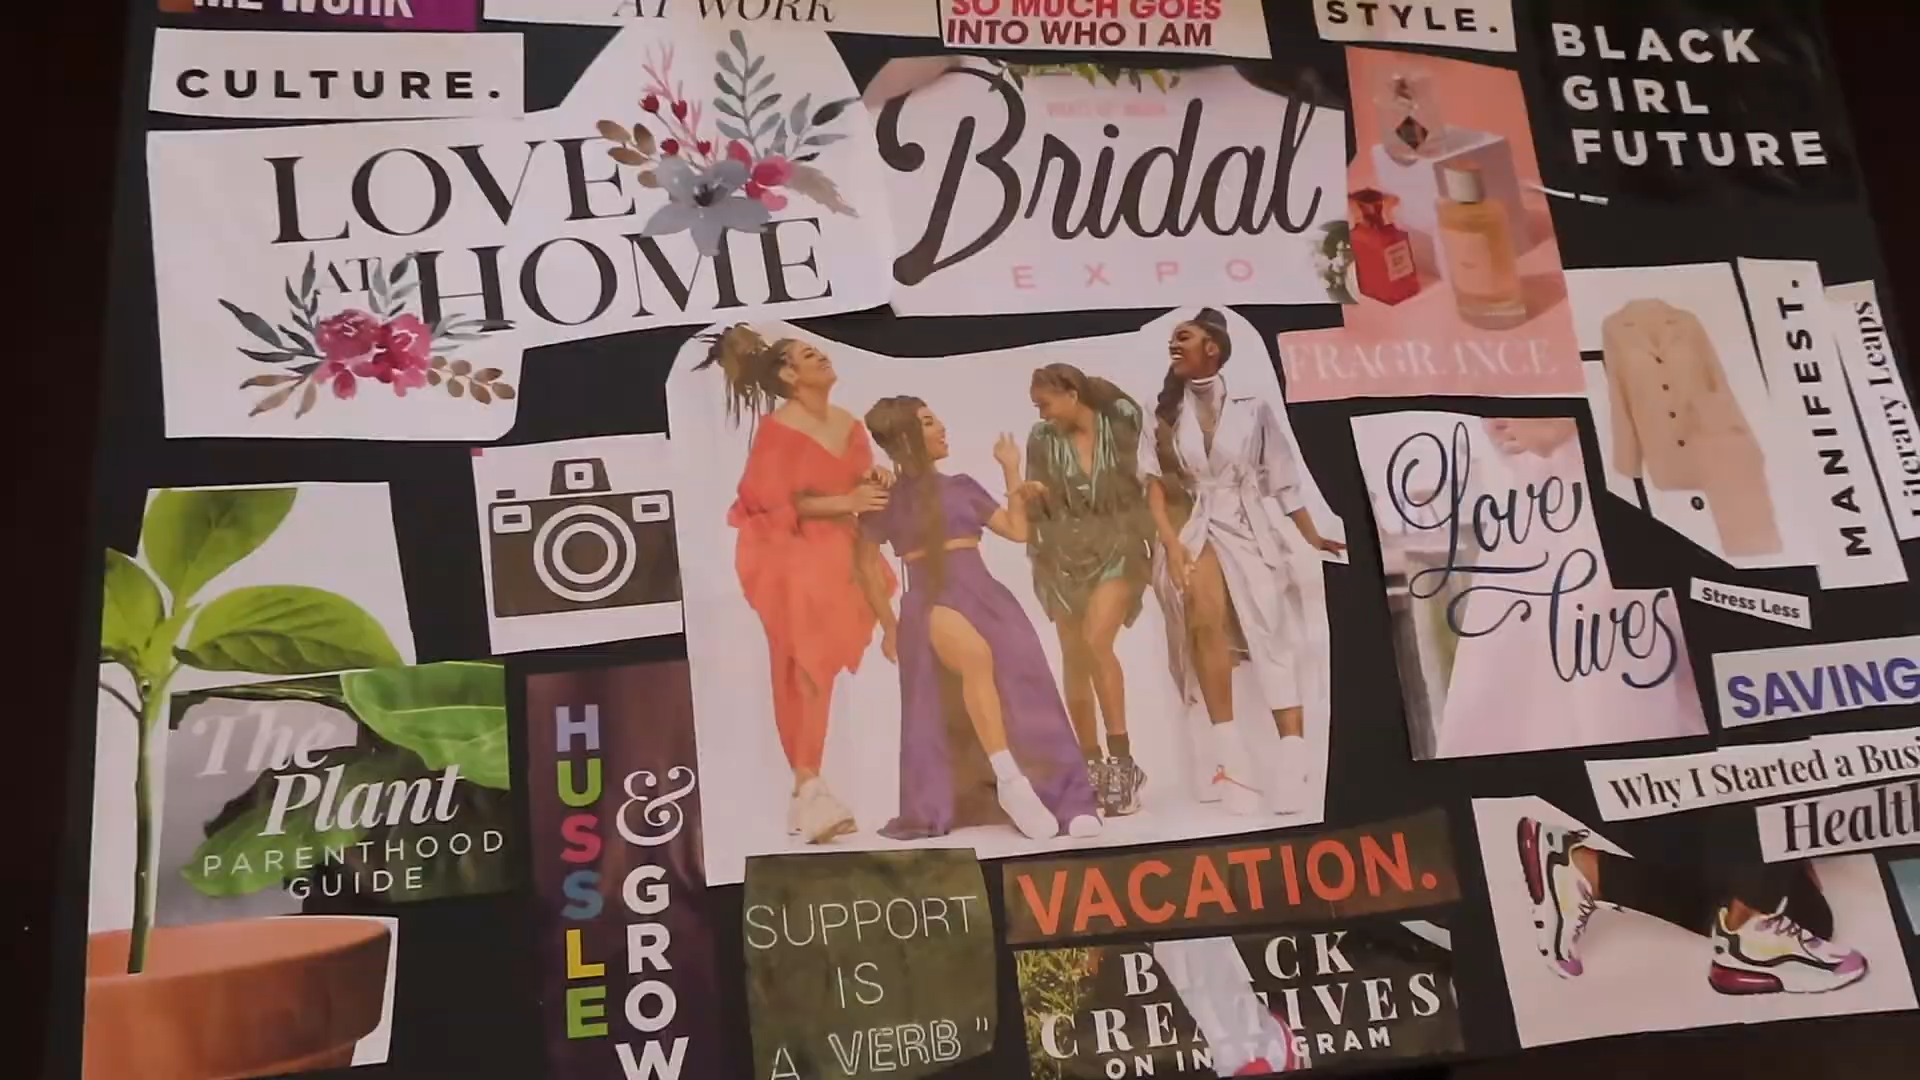 ME WORK
AT WORK
SO MUCH GOES
INTO WHO I AM
STYLE.
BLACK
GIRL
FUTURE
CULTURE.
LOVE
AT HOME
Bridal
EXPO
FRAGRANCE
MANIFEST.
Literary Leaps
Love
lives
Stress Less
SAVING
Why I Started a Busi
Health
The
Plant
PARENTHOOD
GUIDE
HUSSLE
& GROW
SUPPORT
IS
A VERB"
VACATION.
BLACK
CREATIVES
ON INSTAGRAM